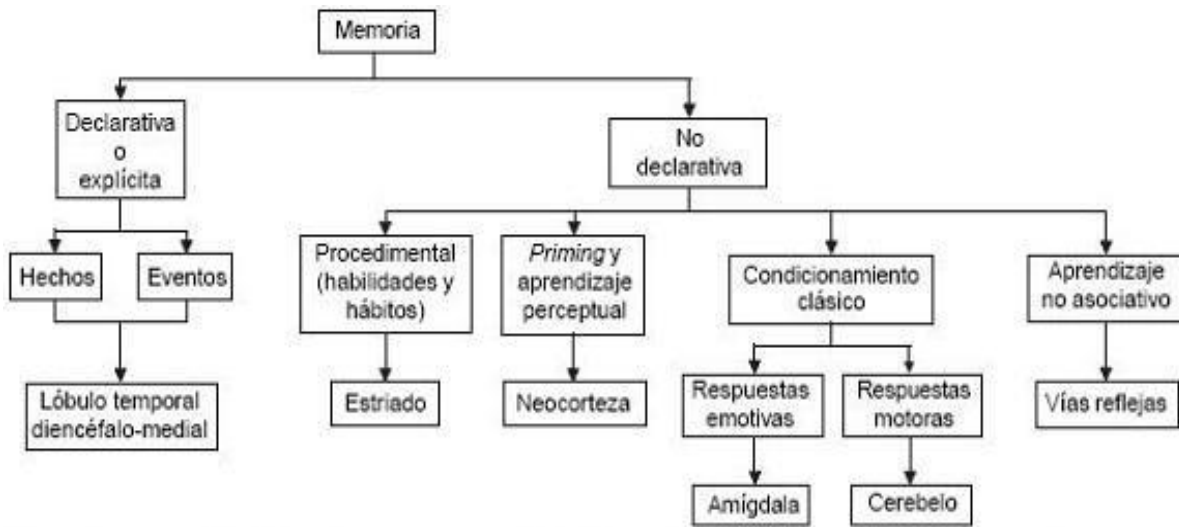 Memoria
Declarativa
o
explícita
No
declarativa
Hechos
Eventos
Procedimental
(habilidades y
hábitos)
Priming y
aprendizaje
perceptual
Condicionamiento
clásico
Aprendizaje
no asociativo
Lóbulo temporal
diencéfalo-medial
Estriado
Neocorteza
Respuestas
emotivas
Respuestas
motoras
Vías reflejas
Amígdala
Cerebelo